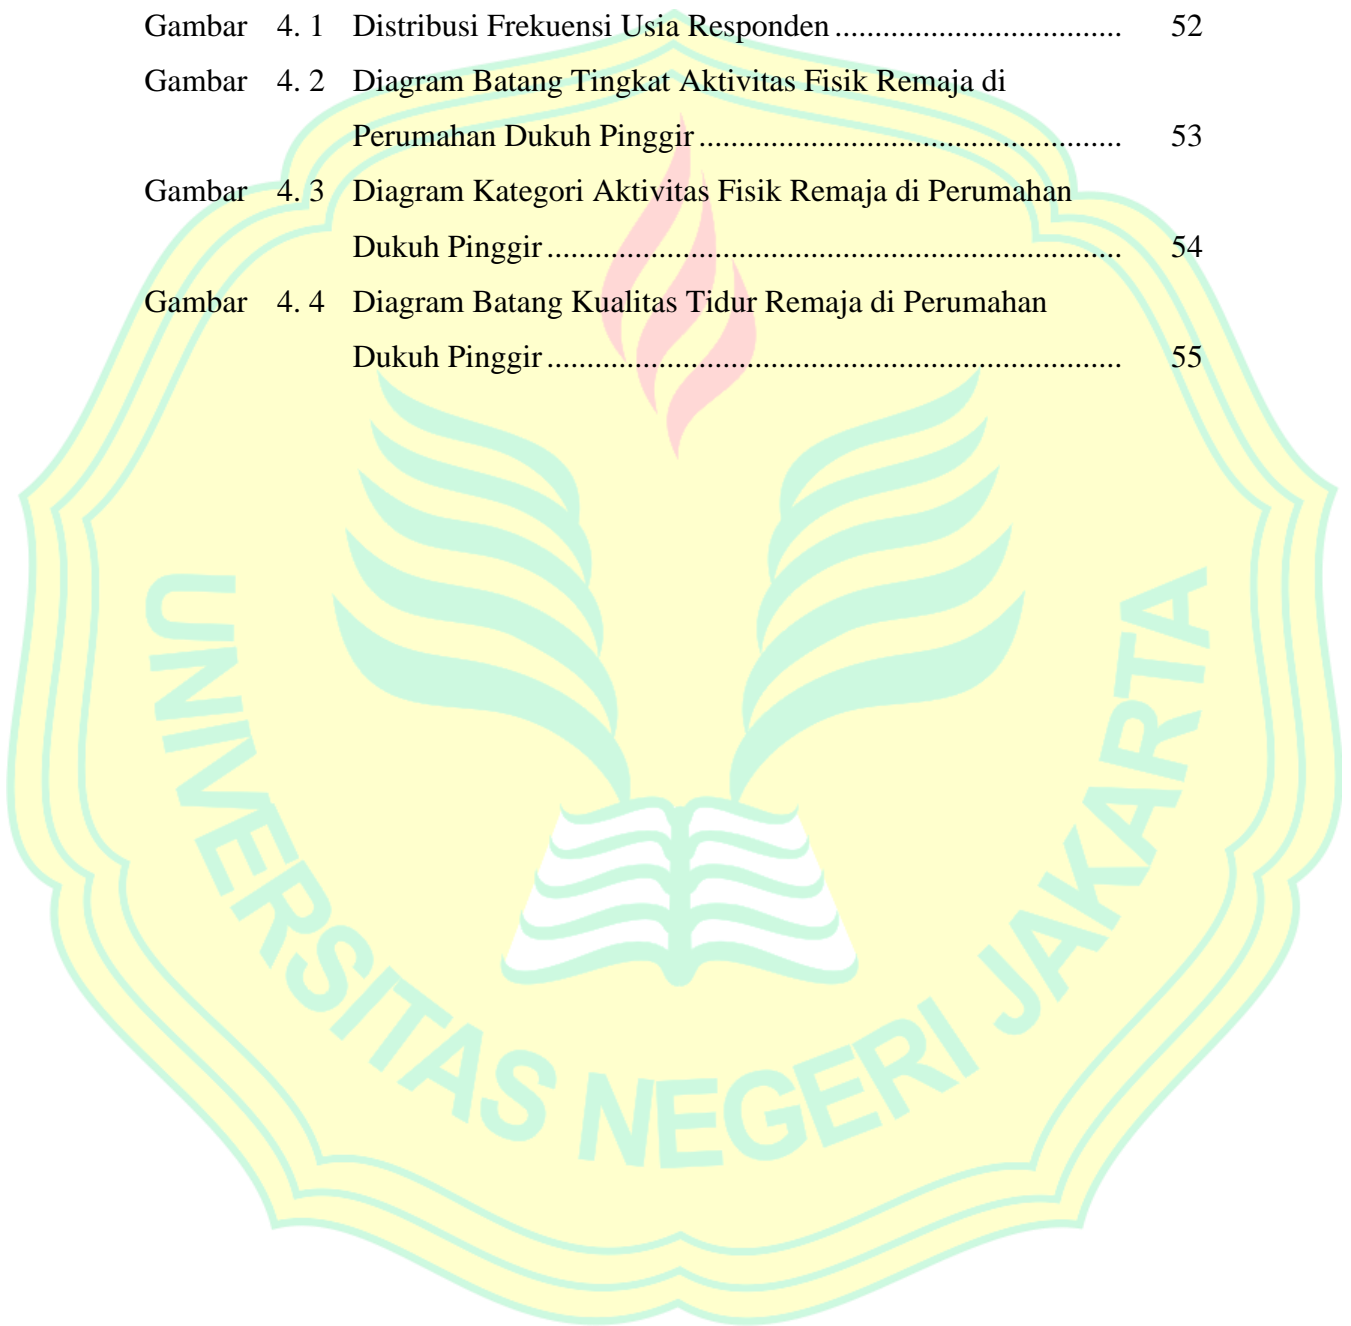 Gambar 4. 1 Distribusi Frekuensi Usia Responden .................................... 52
Gambar 4. 2 Diagram Batang Tingkat Aktivitas Fisik Remaja di
Perumahan Dukuh Pinggir ..................................................... 53
Gambar 4. 3 Diagram Kategori Aktivitas Fisik Remaja di Perumahan
Dukuh Pinggir ........................................................................ 54
Gambar 4. 4 Diagram Batang Kualitas Tidur Remaja di Perumahan
Dukuh Pinggir ........................................................................ 55
UNIVERSITAS NEGERI JAKARTA